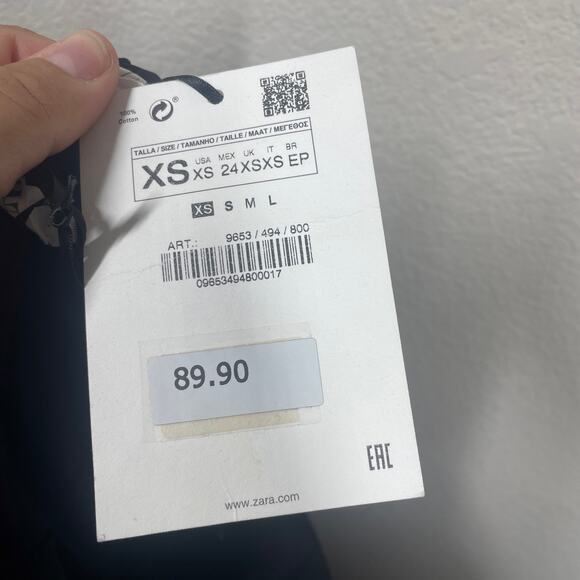 100%
Cotton
®
TALLA / SIZE / TAMANHO / TAILLE / MAAT / ΜΕΓΕΘΟΣ
USA MEX UK IT BR
XS XS 24 XS XS EP
XS S M L
ART.: 9653 / 494 / 800
09653494800017
89.90
EAC
www.zara.com